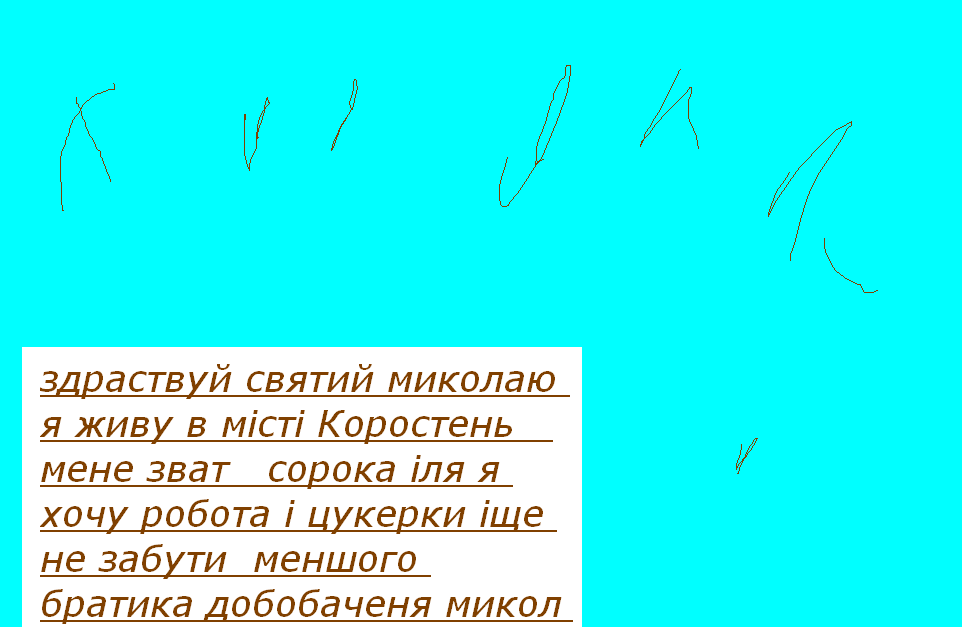 здраствуй святий миколаю
я живу в місті Коростень
мене зват сорока іля я
хочу робота і цукерки іще
не забути меншого
братика добобаченя микол